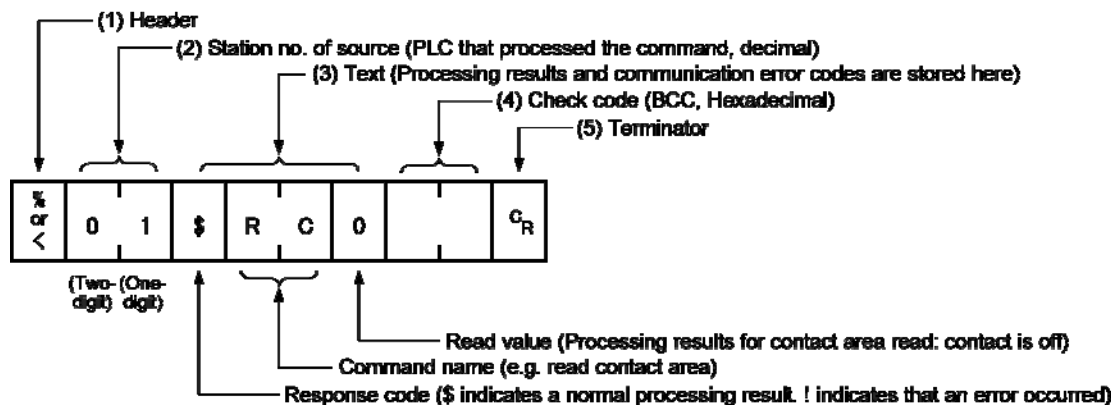 (1) Header
(2) Station no. of source (PLC that processed the command, decimal)
(3) Text (Processing results and communication error codes are stored here)
(4) Check code (BCC, Hexadecimal)
(5) Terminator
% or < 0 1 $ R C 0 CR
(Two-digit) (One-digit)
Read value (Processing results for contact area read: contact is off)
Command name (e.g. read contact area)
Response code ($ indicates a normal processing result. ! indicates that an error occurred)